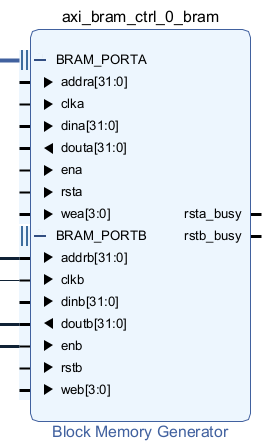 axi_bram_ctrl_0_bram
BRAM_PORTA
addra[31:0]
clka
dina[31:0]
douta[31:0]
ena
rsta
wea[3:0] rsta_busy
BRAM_PORTB rstb_busy
addrb[31:0]
clkb
dinb[31:0]
doutb[31:0]
enb
rstb
web[3:0]
Block Memory Generator